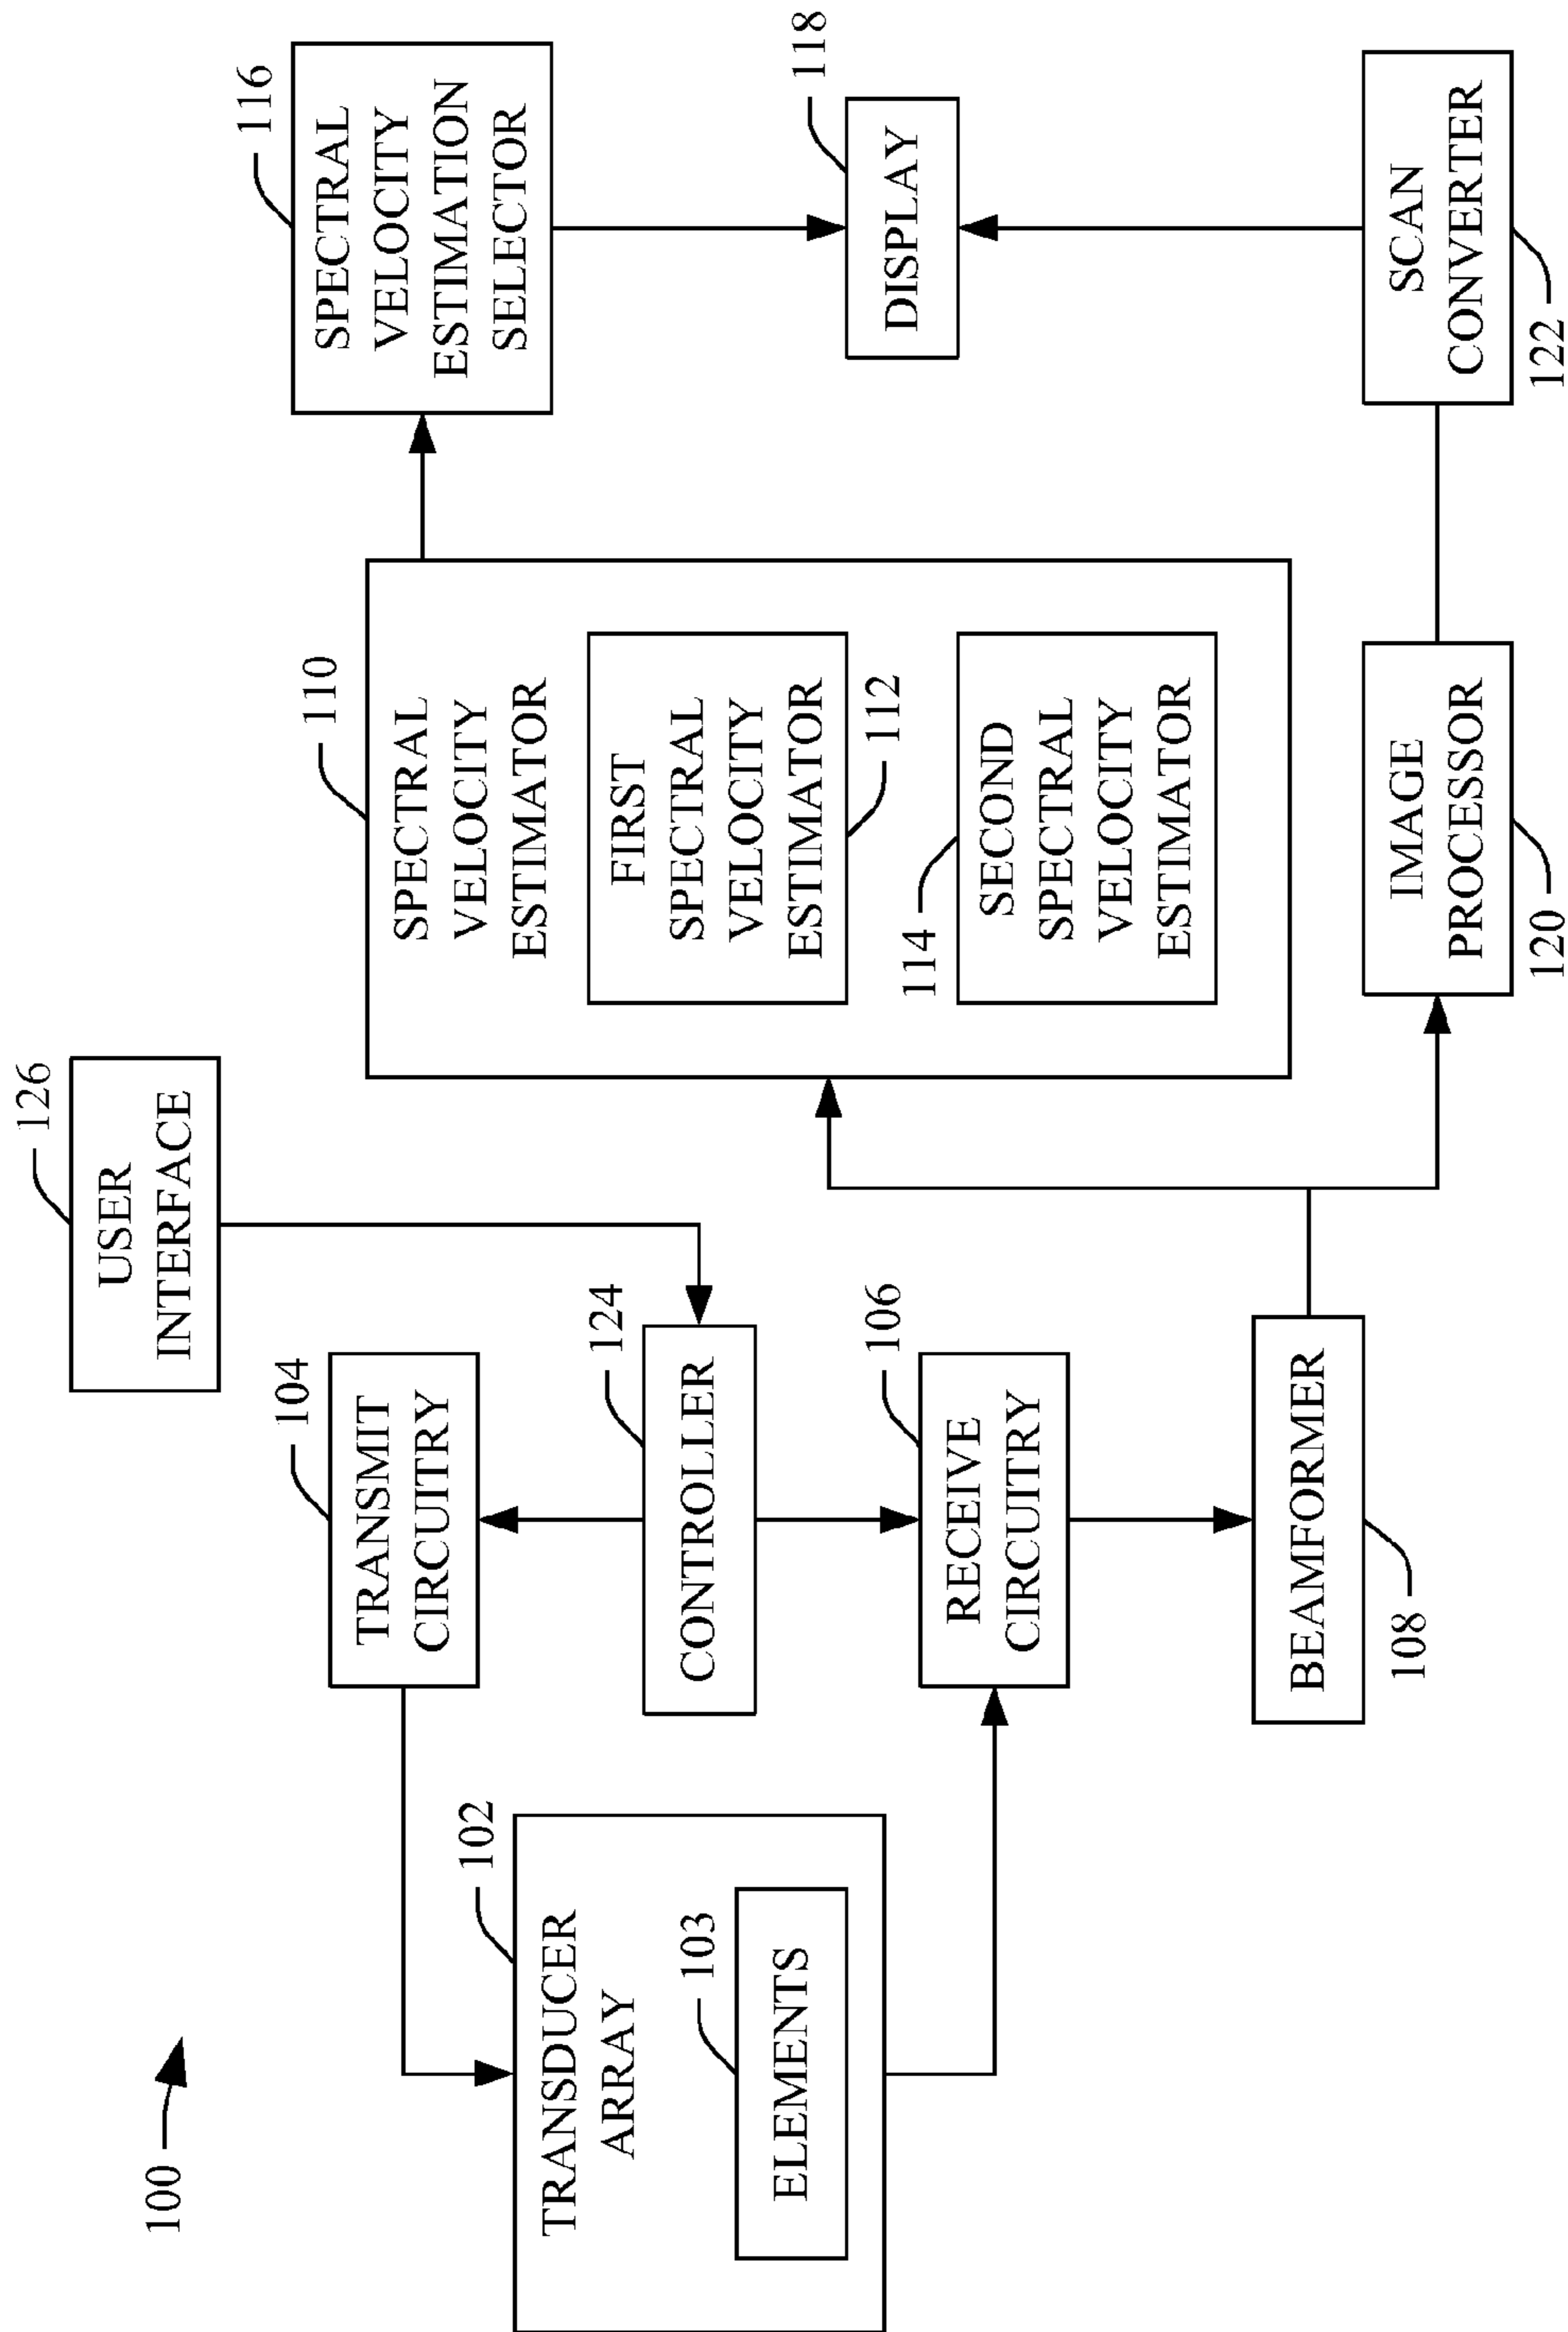 100
TRANSDUCER
ARRAY
102
ELEMENTS
103
TRANSMIT
CIRCUITRY
104
CONTROLLER
124
RECEIVE
CIRCUITRY
106
BEAMFORMER
108
USER
INTERFACE
126
SPECTRAL
VELOCITY
ESTIMATOR
110
FIRST
SPECTRAL
VELOCITY
ESTIMATOR
112
SECOND
SPECTRAL
VELOCITY
ESTIMATOR
114
IMAGE
PROCESSOR
120
SPECTRAL
VELOCITY
ESTIMATION
SELECTOR
116
DISPLAY
118
SCAN
CONVERTER
122